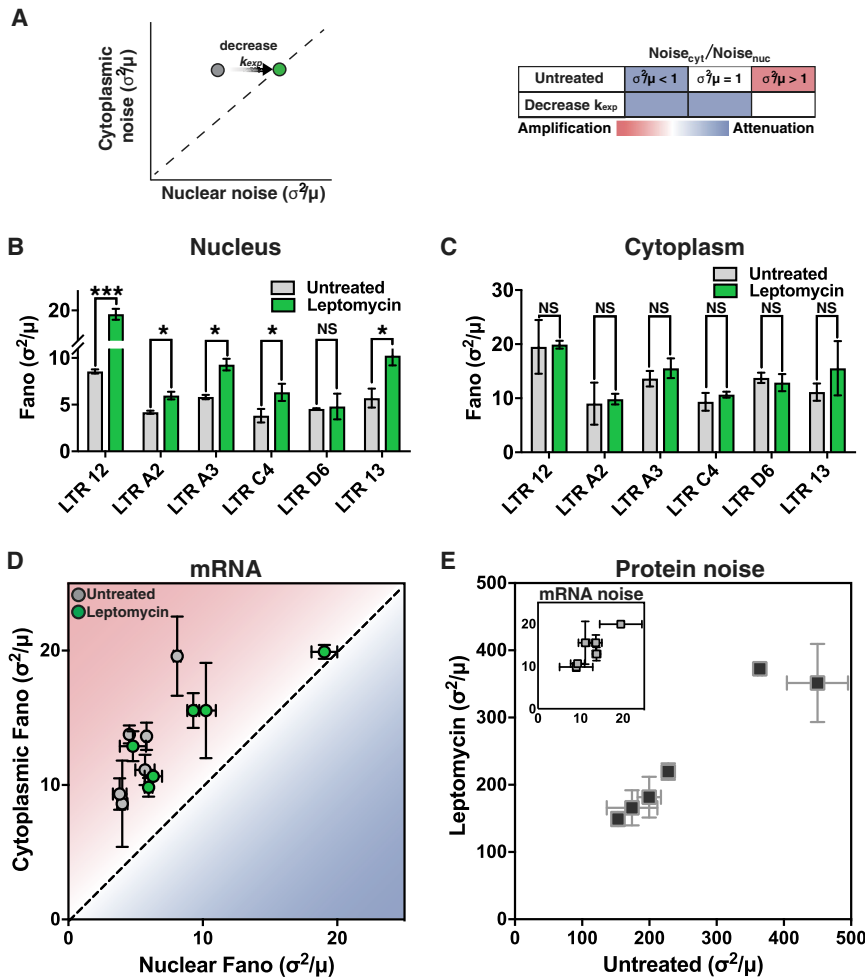 A
Cytoplasmic
noise (σ²/μ)
decrease
kexp
Nuclear noise (σ²/μ)
Noisecyt/Noisenuc
Untreated σ²/μ < 1 σ²/μ = 1 σ²/μ > 1
Decrease kexp
Amplification Attenuation
B Nucleus
Untreated
Leptomycin
Fano (σ²/μ)
20
10
5
0
*** * * * NS *
LTR 12 LTR A2 LTR A3 LTR C4 LTR D6 LTR 13
C Cytoplasm
Untreated
Leptomycin
Fano (σ²/μ)
30
20
10
0
NS NS NS NS NS NS
LTR 12 LTR A2 LTR A3 LTR C4 LTR D6 LTR 13
D mRNA
Untreated
Leptomycin
Cytoplasmic Fano (σ²/μ)
20
10
0
0 10 20
Nuclear Fano (σ²/μ)
E Protein noise
Leptomycin (σ²/μ)
500
400
300
200
100
0
mRNA noise
20
10
0
0 10 20
0 100 200 300 400 500
Untreated (σ²/μ)